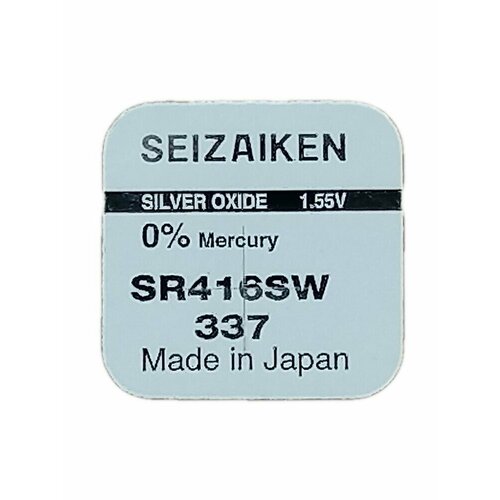 SEIZAIKEN
SILVER OXIDE 1.55V
0% Mercury
SR416SW
337
Made in Japan